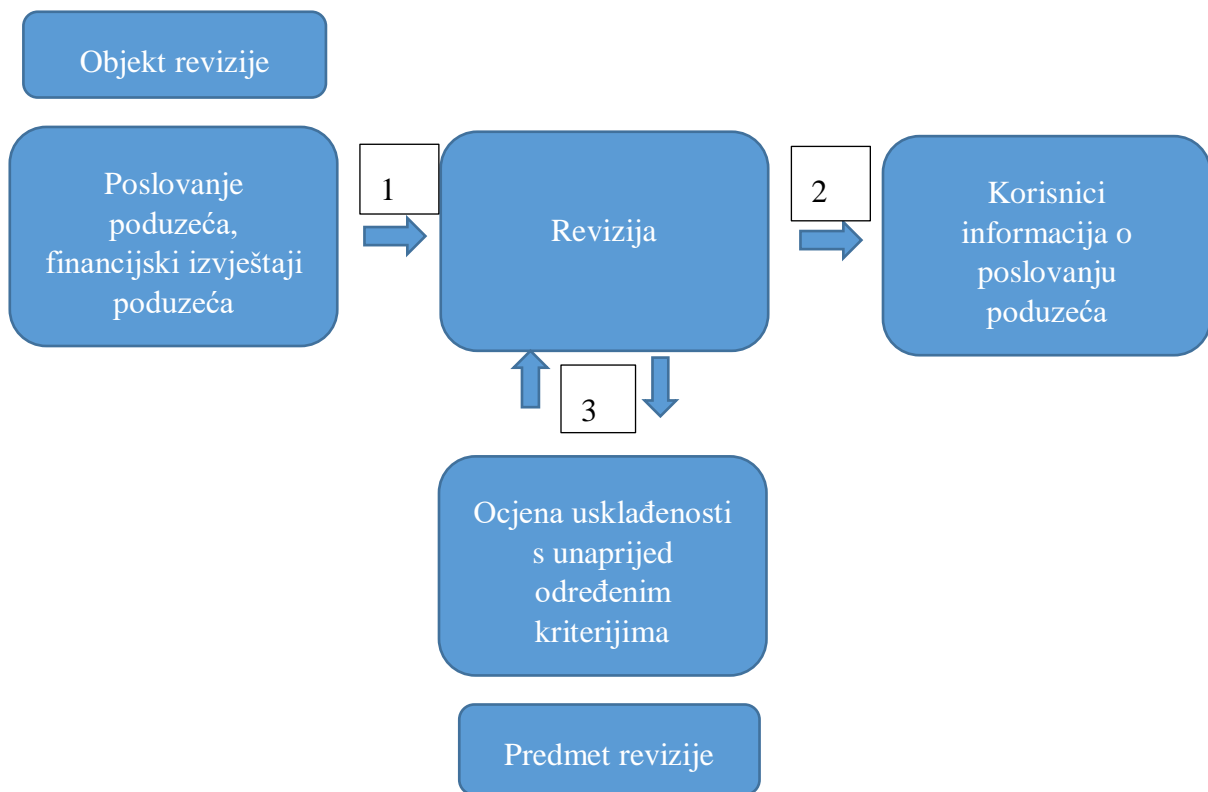 Objekt revizije
Poslovanje
poduzeća,
financijski izvještaji
poduzeća
1
Revizija
2
Korisnici
informacija o
poslovanju
poduzeća
3
Ocjena usklađenosti
s unaprijed
određenim
kriterijima
Predmet revizije